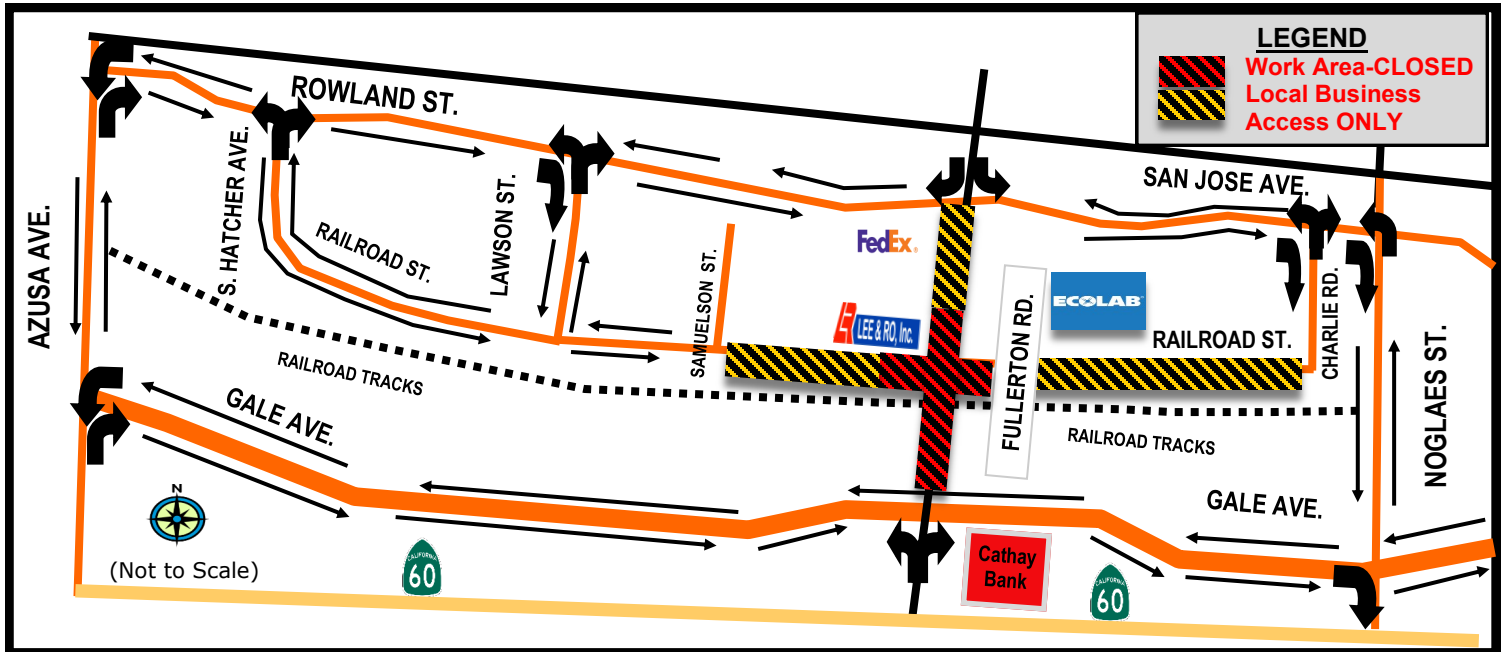 LEGEND
Work Area-CLOSED
Local Business
Access ONLY
ROWLAND ST.
SAN JOSE AVE.
S. HATCHER AVE.
LAWSON ST.
RAILROAD ST.
SAMUELSON ST.
FedEx®
LEE & RO, Inc.
FULLERTON RD.
ECOLAB®
RAILROAD ST.
CHARLIE RD.
AZUSA AVE.
NOGLAES ST.
RAILROAD TRACKS
RAILROAD TRACKS
GALE AVE.
GALE AVE.
N
(Not to Scale)
CALIFORNIA
60
Cathay
Bank
CALIFORNIA
60